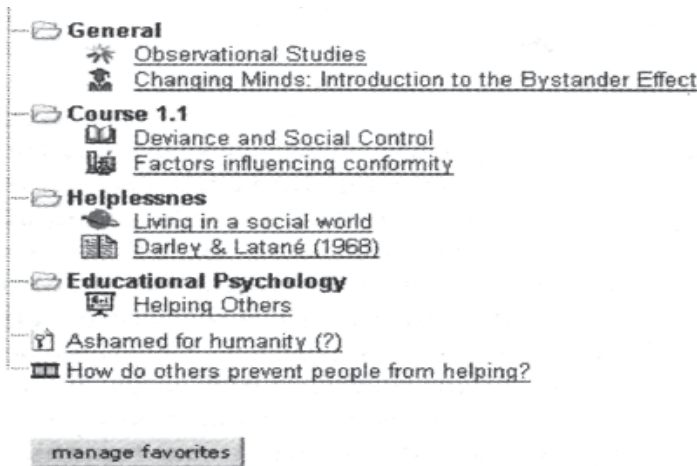 General
Observational Studies
Changing Minds: Introduction to the Bystander Effect
Course 1.1
Deviance and Social Control
Factors influencing conformity
Helplessnes
Living in a social world
Darley & Latané (1968)
Educational Psychology
Helping Others
Ashamed for humanity (?)
How do others prevent people from helping?
manage favorites